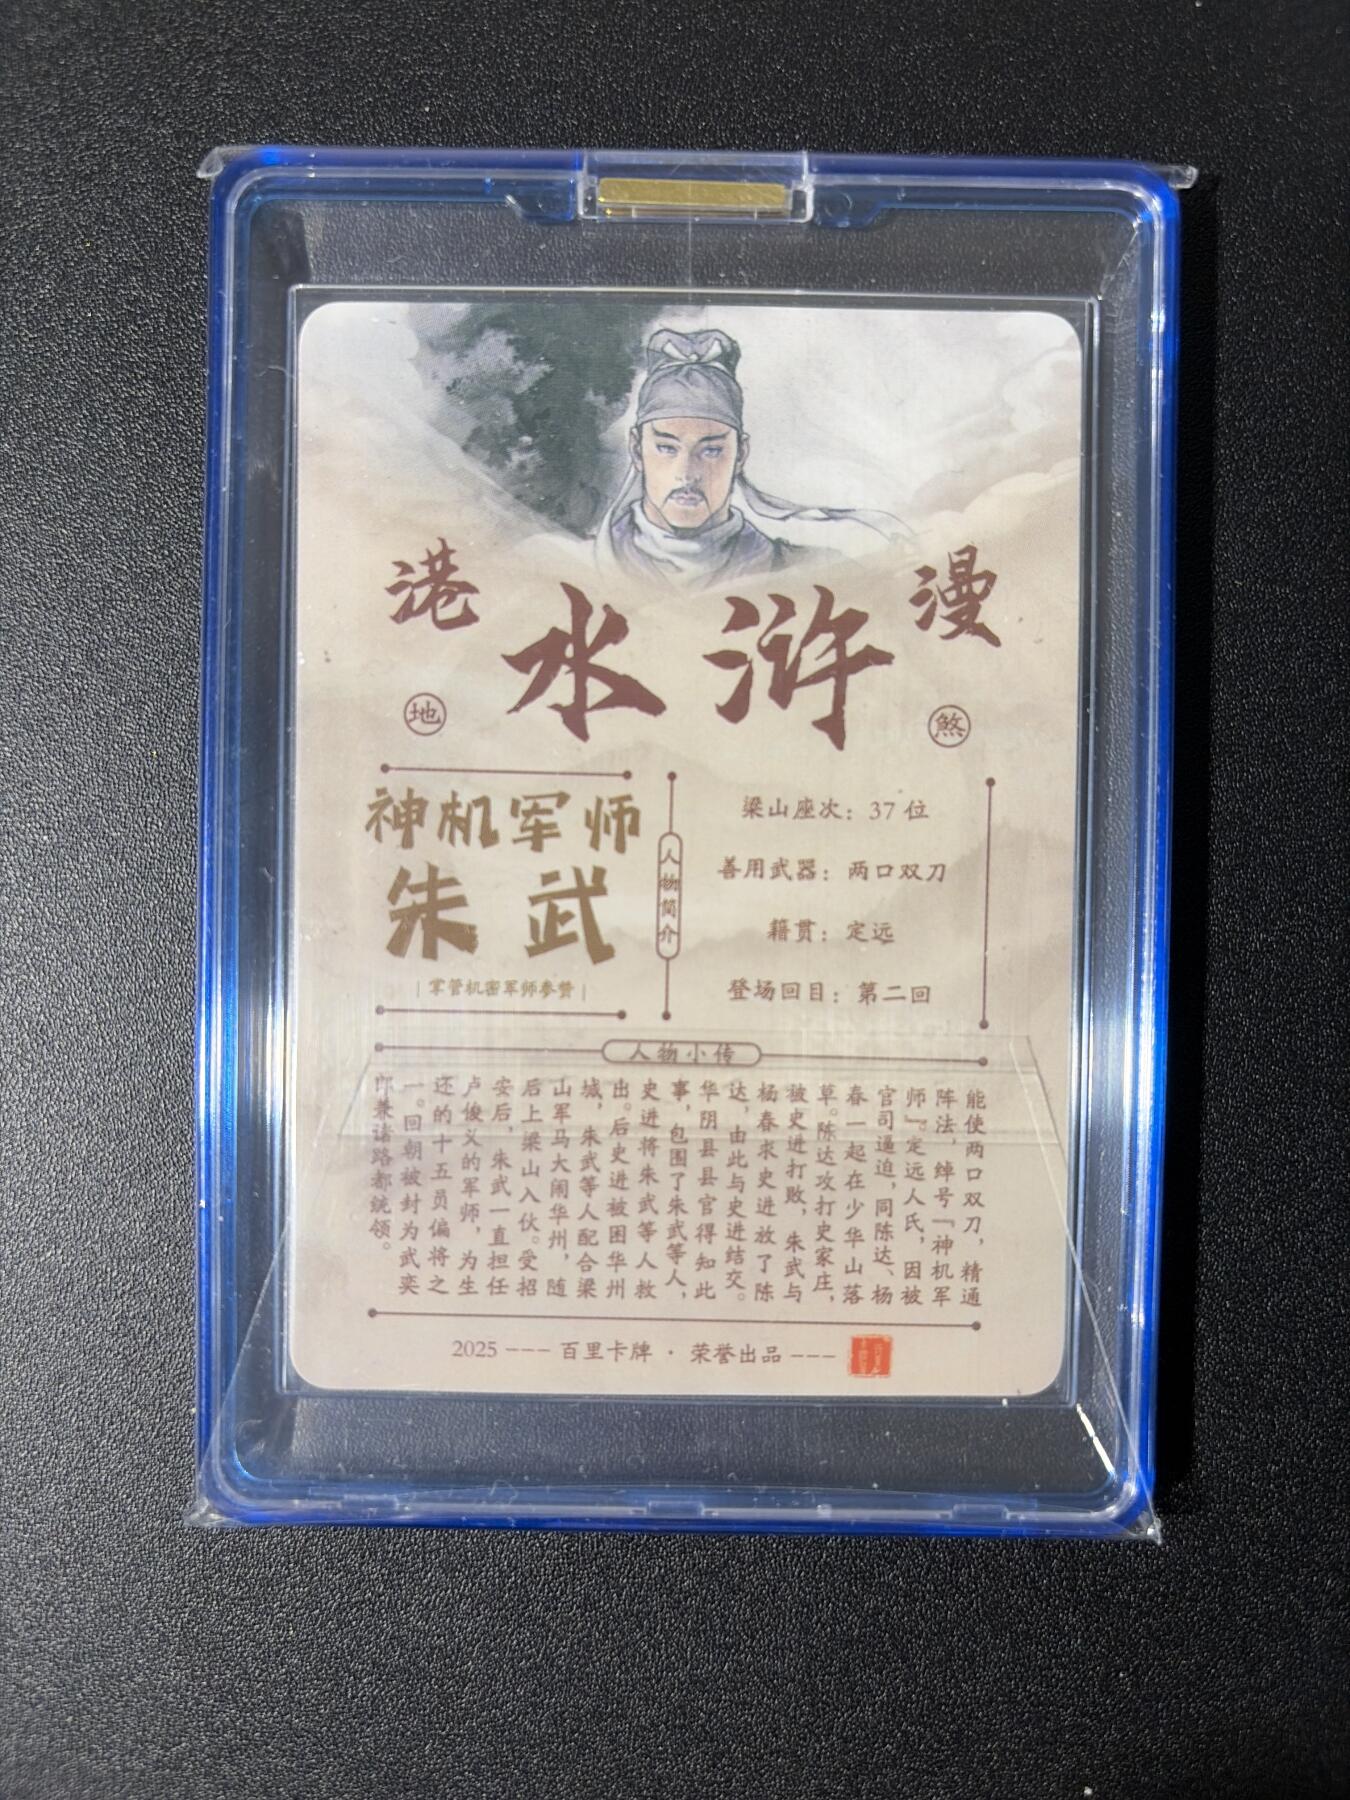 港水浒漫
地
煞
神机军师
朱武
掌管机密军师参赞
人物简介
梁山座次：37 位
善用武器：两口双刀
籍贯：定远
登场回目：第二回
人物小传
能使两口双刀，精通
阵法，绰号『神机军
师』。定远人氏，因被
官司逼迫，同陈达、杨
春一起在少华山落
草。陈达攻打史家庄，
被史进打败，朱武与
杨春求史进放了陈
达，由此与史进结交。
华阴县县官得知此
事，包围了朱武等人，
史进将朱武等人救
出。后史进被困华州
城，朱武等人配合梁
山军马大闹华州，随
后上梁山入伙。受招
安后，朱武一直担任
卢俊义的军师，为生
还的十五员偏将之
一。回朝被封为武奕
郎兼诸路都统领。
2025 --- 百里卡牌 · 荣誉出品 ---